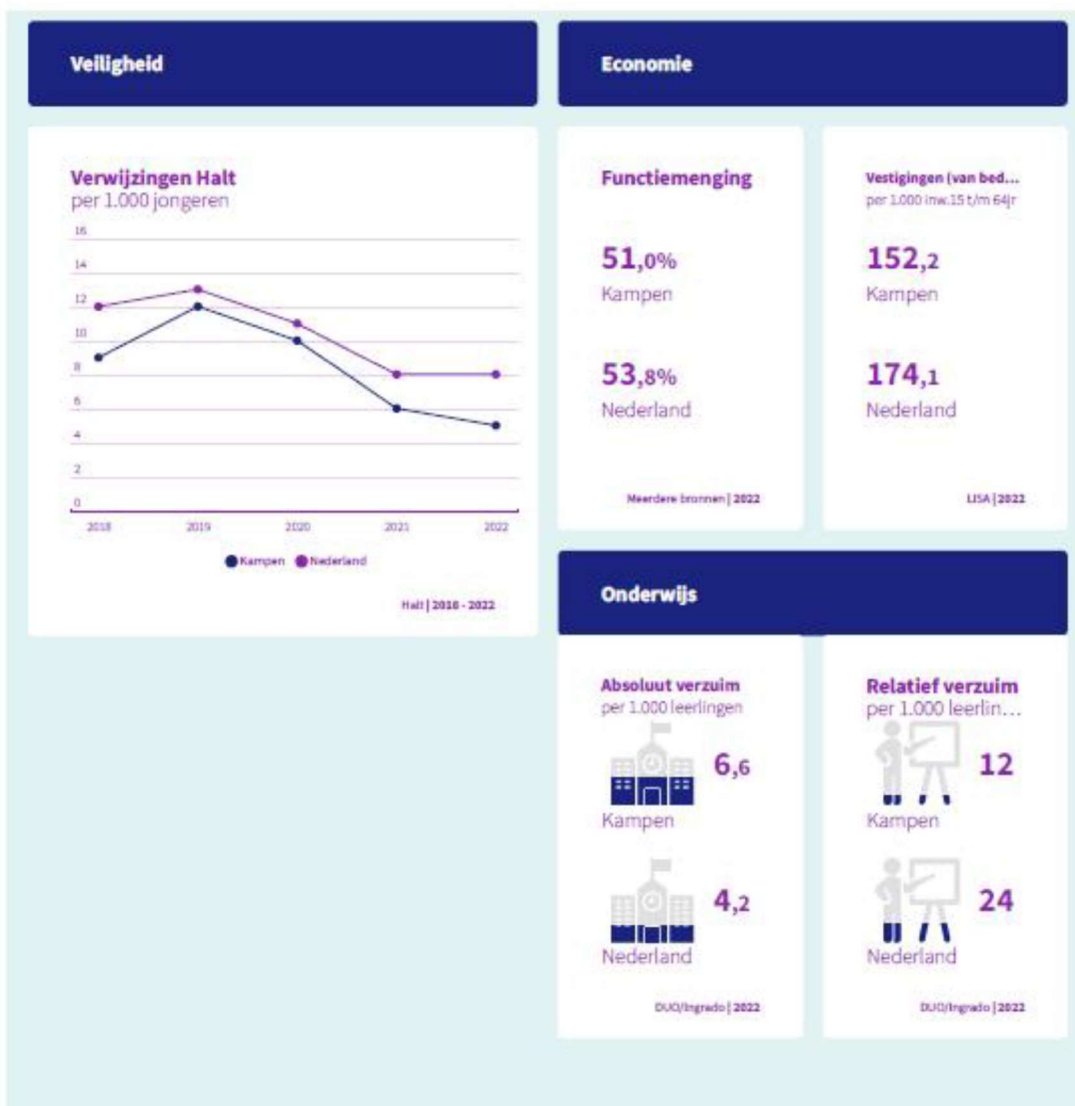 Veiligheid
Verwijzingen Halt
per 1.000 jongeren
16
14
12
10
8
6
4
2
0
2018 2019 2020 2021 2022
Kampen Nederland
Halt | 2018 - 2022
Economie
Functiemenging
51,0%
Kampen
53,8%
Nederland
Meerdere bronnen | 2022
Vestigingen (van bed...
per 1.000 inw.15 t/m 64jr
152,2
Kampen
174,1
Nederland
LISA | 2022
Onderwijs
Absoluut verzuim
per 1.000 leerlingen
6,6
Kampen
4,2
Nederland
DUO/Ingrado | 2022
Relatief verzuim
per 1.000 leerlin...
12
Kampen
24
Nederland
DUO/Ingrado | 2022